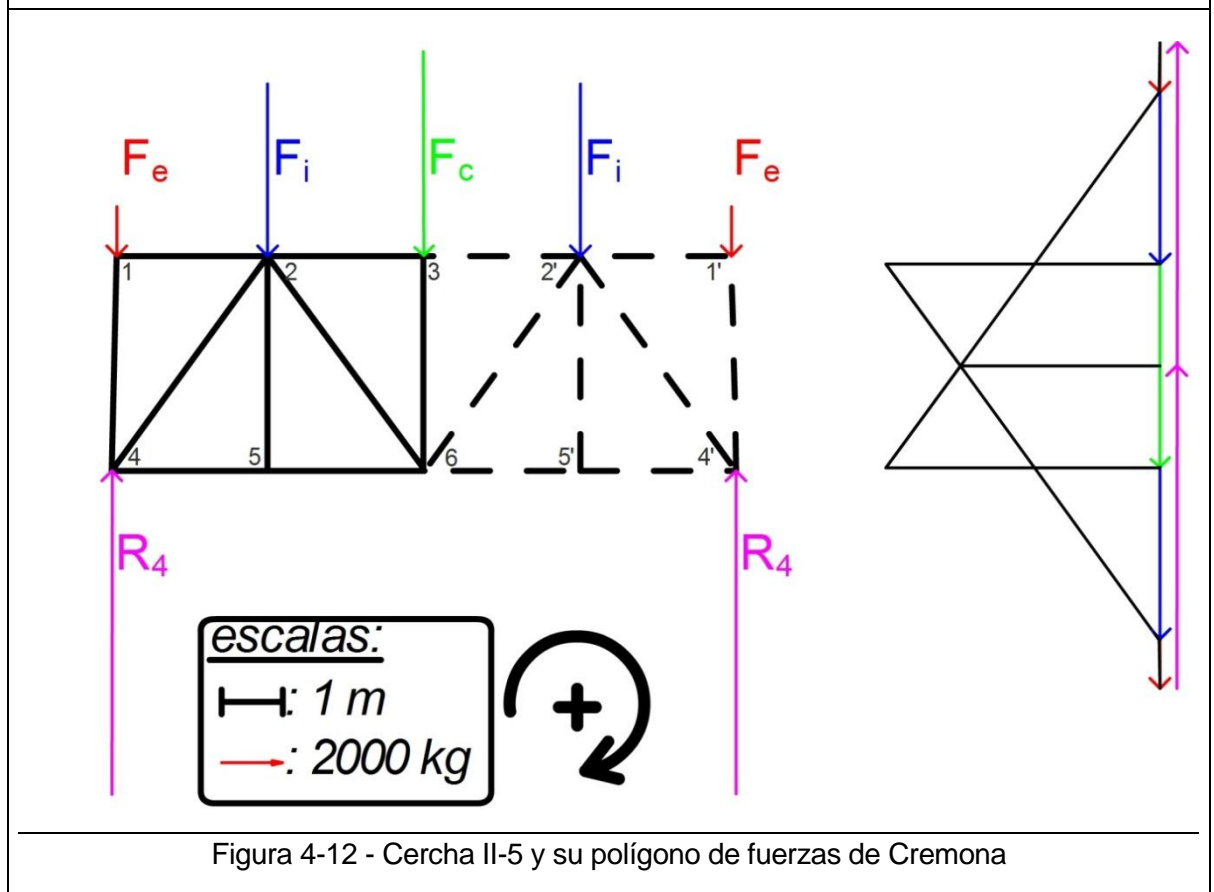 Fe Fi Fc Fi Fe
1 2 3 2' 1'
4 5 6 5' 4'
R4 R4
escalas:
: 1 m
: 2000 kg
+
Figura 4-12 - Cercha II-5 y su polígono de fuerzas de Cremona